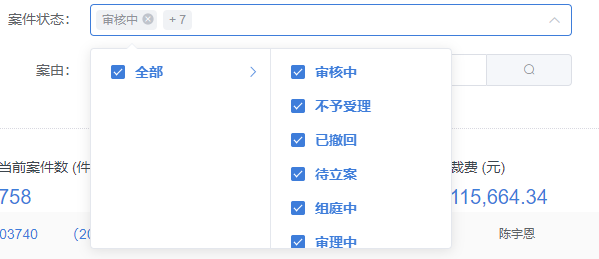 案件状态： 审核中 + 7
案由：
全部
审核中
不予受理
已撤回
待立案
组庭中
审理中
当前案件数 (件 裁费 (元)
758 115,664.34
03740 （20 陈宇恩